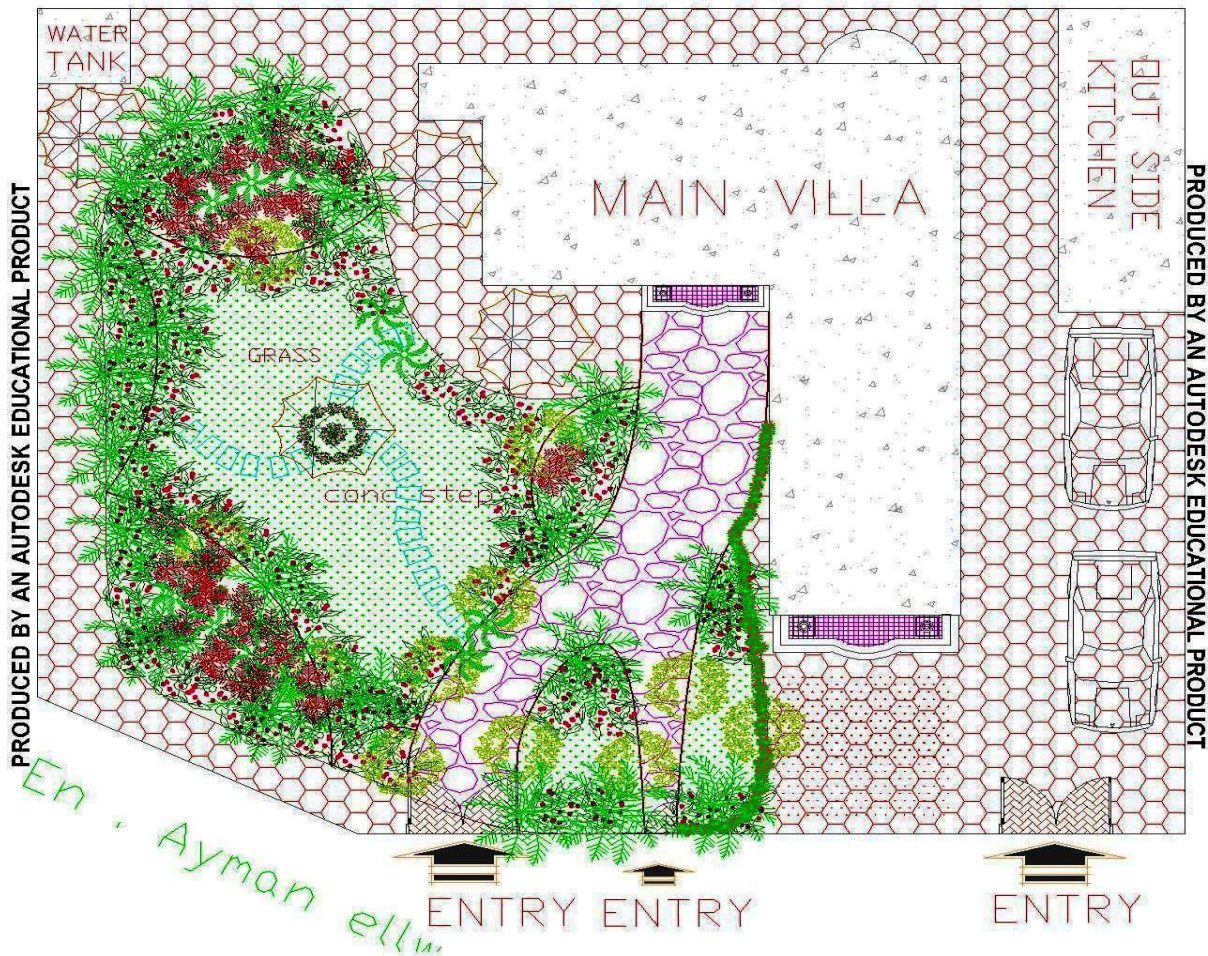 WATER
TANK
OUT SIDE
KITCHEN
MAIN VILLA
PRODUCED BY AN AUTODESK EDUCATIONAL PRODUCT
PRODUCED BY AN AUTODESK EDUCATIONAL PRODUCT
GRASS
conc step
En . Ayman
ENTRY
ENTRY
ENTRY